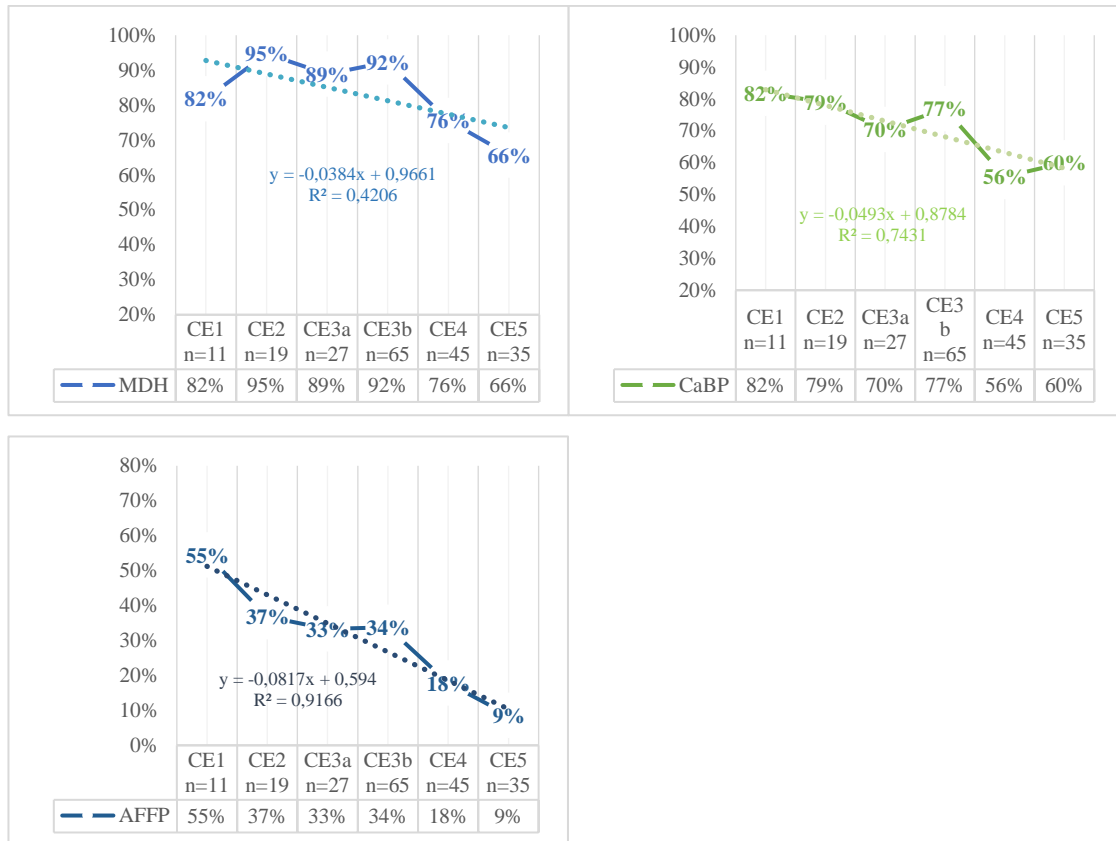 100%
90%
80%
70%
60%
50%
40%
30%
20%
82%
95%
89%
92%
76%
66%
y = -0,0384x + 0,9661
R² = 0,4206
CE1 CE2 CE3a CE3b CE4 CE5
n=11 n=19 n=27 n=65 n=45 n=35
MDH 82% 95% 89% 92% 76% 66%
100%
90%
80%
70%
60%
50%
40%
30%
20%
82%
79%
70%
77%
56%
60%
y = -0,0493x + 0,8784
R² = 0,7431
CE1
n=11
CE2
n=19
CE3a
n=27
CE3
b
n=65
CE4
n=45
CE5
n=35
CaBP 82% 79% 70% 77% 56% 60%
80%
70%
60%
50%
40%
30%
20%
10%
0%
55%
37%
33%
34%
18%
9%
y = -0,0817x + 0,594
R² = 0,9166
CE1 CE2 CE3a CE3b CE4 CE5
n=11 n=19 n=27 n=65 n=45 n=35
AFFP 55% 37% 33% 34% 18% 9%